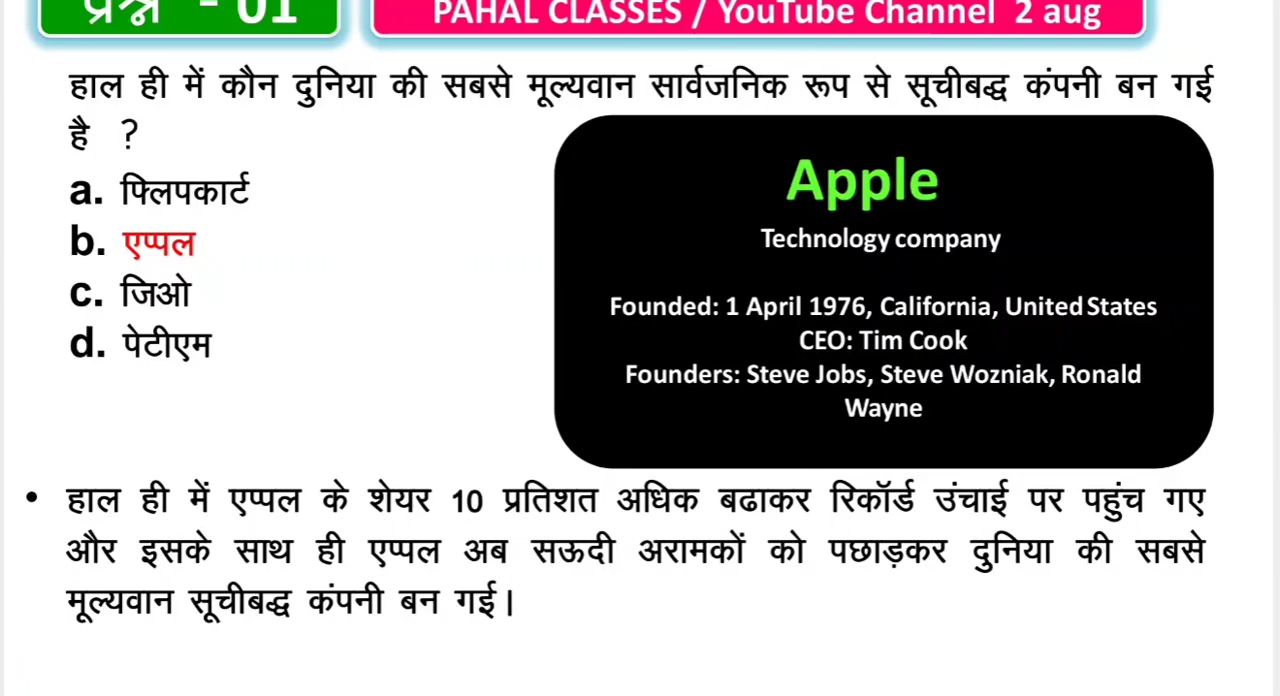 प्रश्न - 01
PAHAL CLASSES / YouTube Channel 2 aug
हाल ही में कौन दुनिया की सबसे मूल्यवान सार्वजनिक रूप से सूचीबद्ध कंपनी बन गई
है ?
a. फ्लिपकार्ट
b. एप्पल
c. जिओ
d. पेटीएम
Apple
Technology company
Founded: 1 April 1976, California, United States
CEO: Tim Cook
Founders: Steve Jobs, Steve Wozniak, Ronald
Wayne
• हाल ही में एप्पल के शेयर 10 प्रतिशत अधिक बढाकर रिकॉर्ड उंचाई पर पहुंच गए
और इसके साथ ही एप्पल अब सऊदी अरामकों को पछाड़कर दुनिया की सबसे
मूल्यवान सूचीबद्ध कंपनी बन गई।